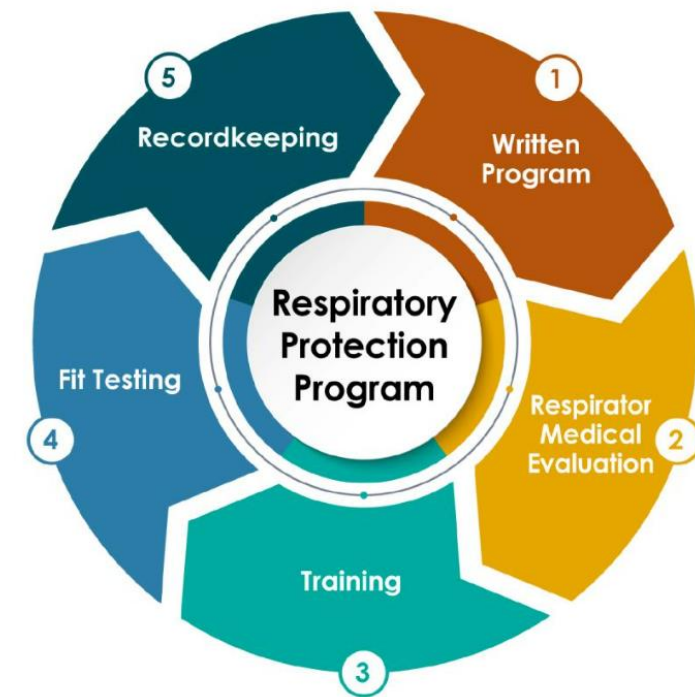 Respiratory
Protection
Program
1
Written
Program
2
Respirator
Medical
Evaluation
3
Training
4
Fit Testing
5
Recordkeeping